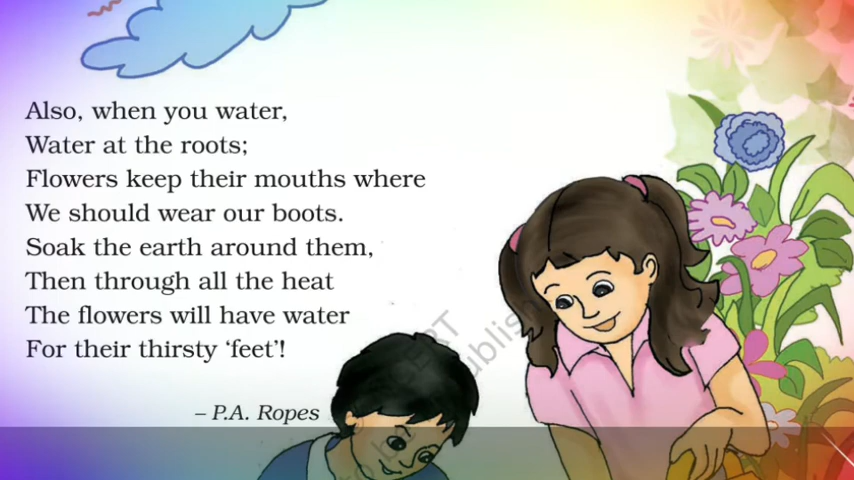 Also, when you water,
Water at the roots;
Flowers keep their mouths where
We should wear our boots.
Soak the earth around them,
Then through all the heat
The flowers will have water
For their thirsty ‘feet’!
– P.A. Ropes